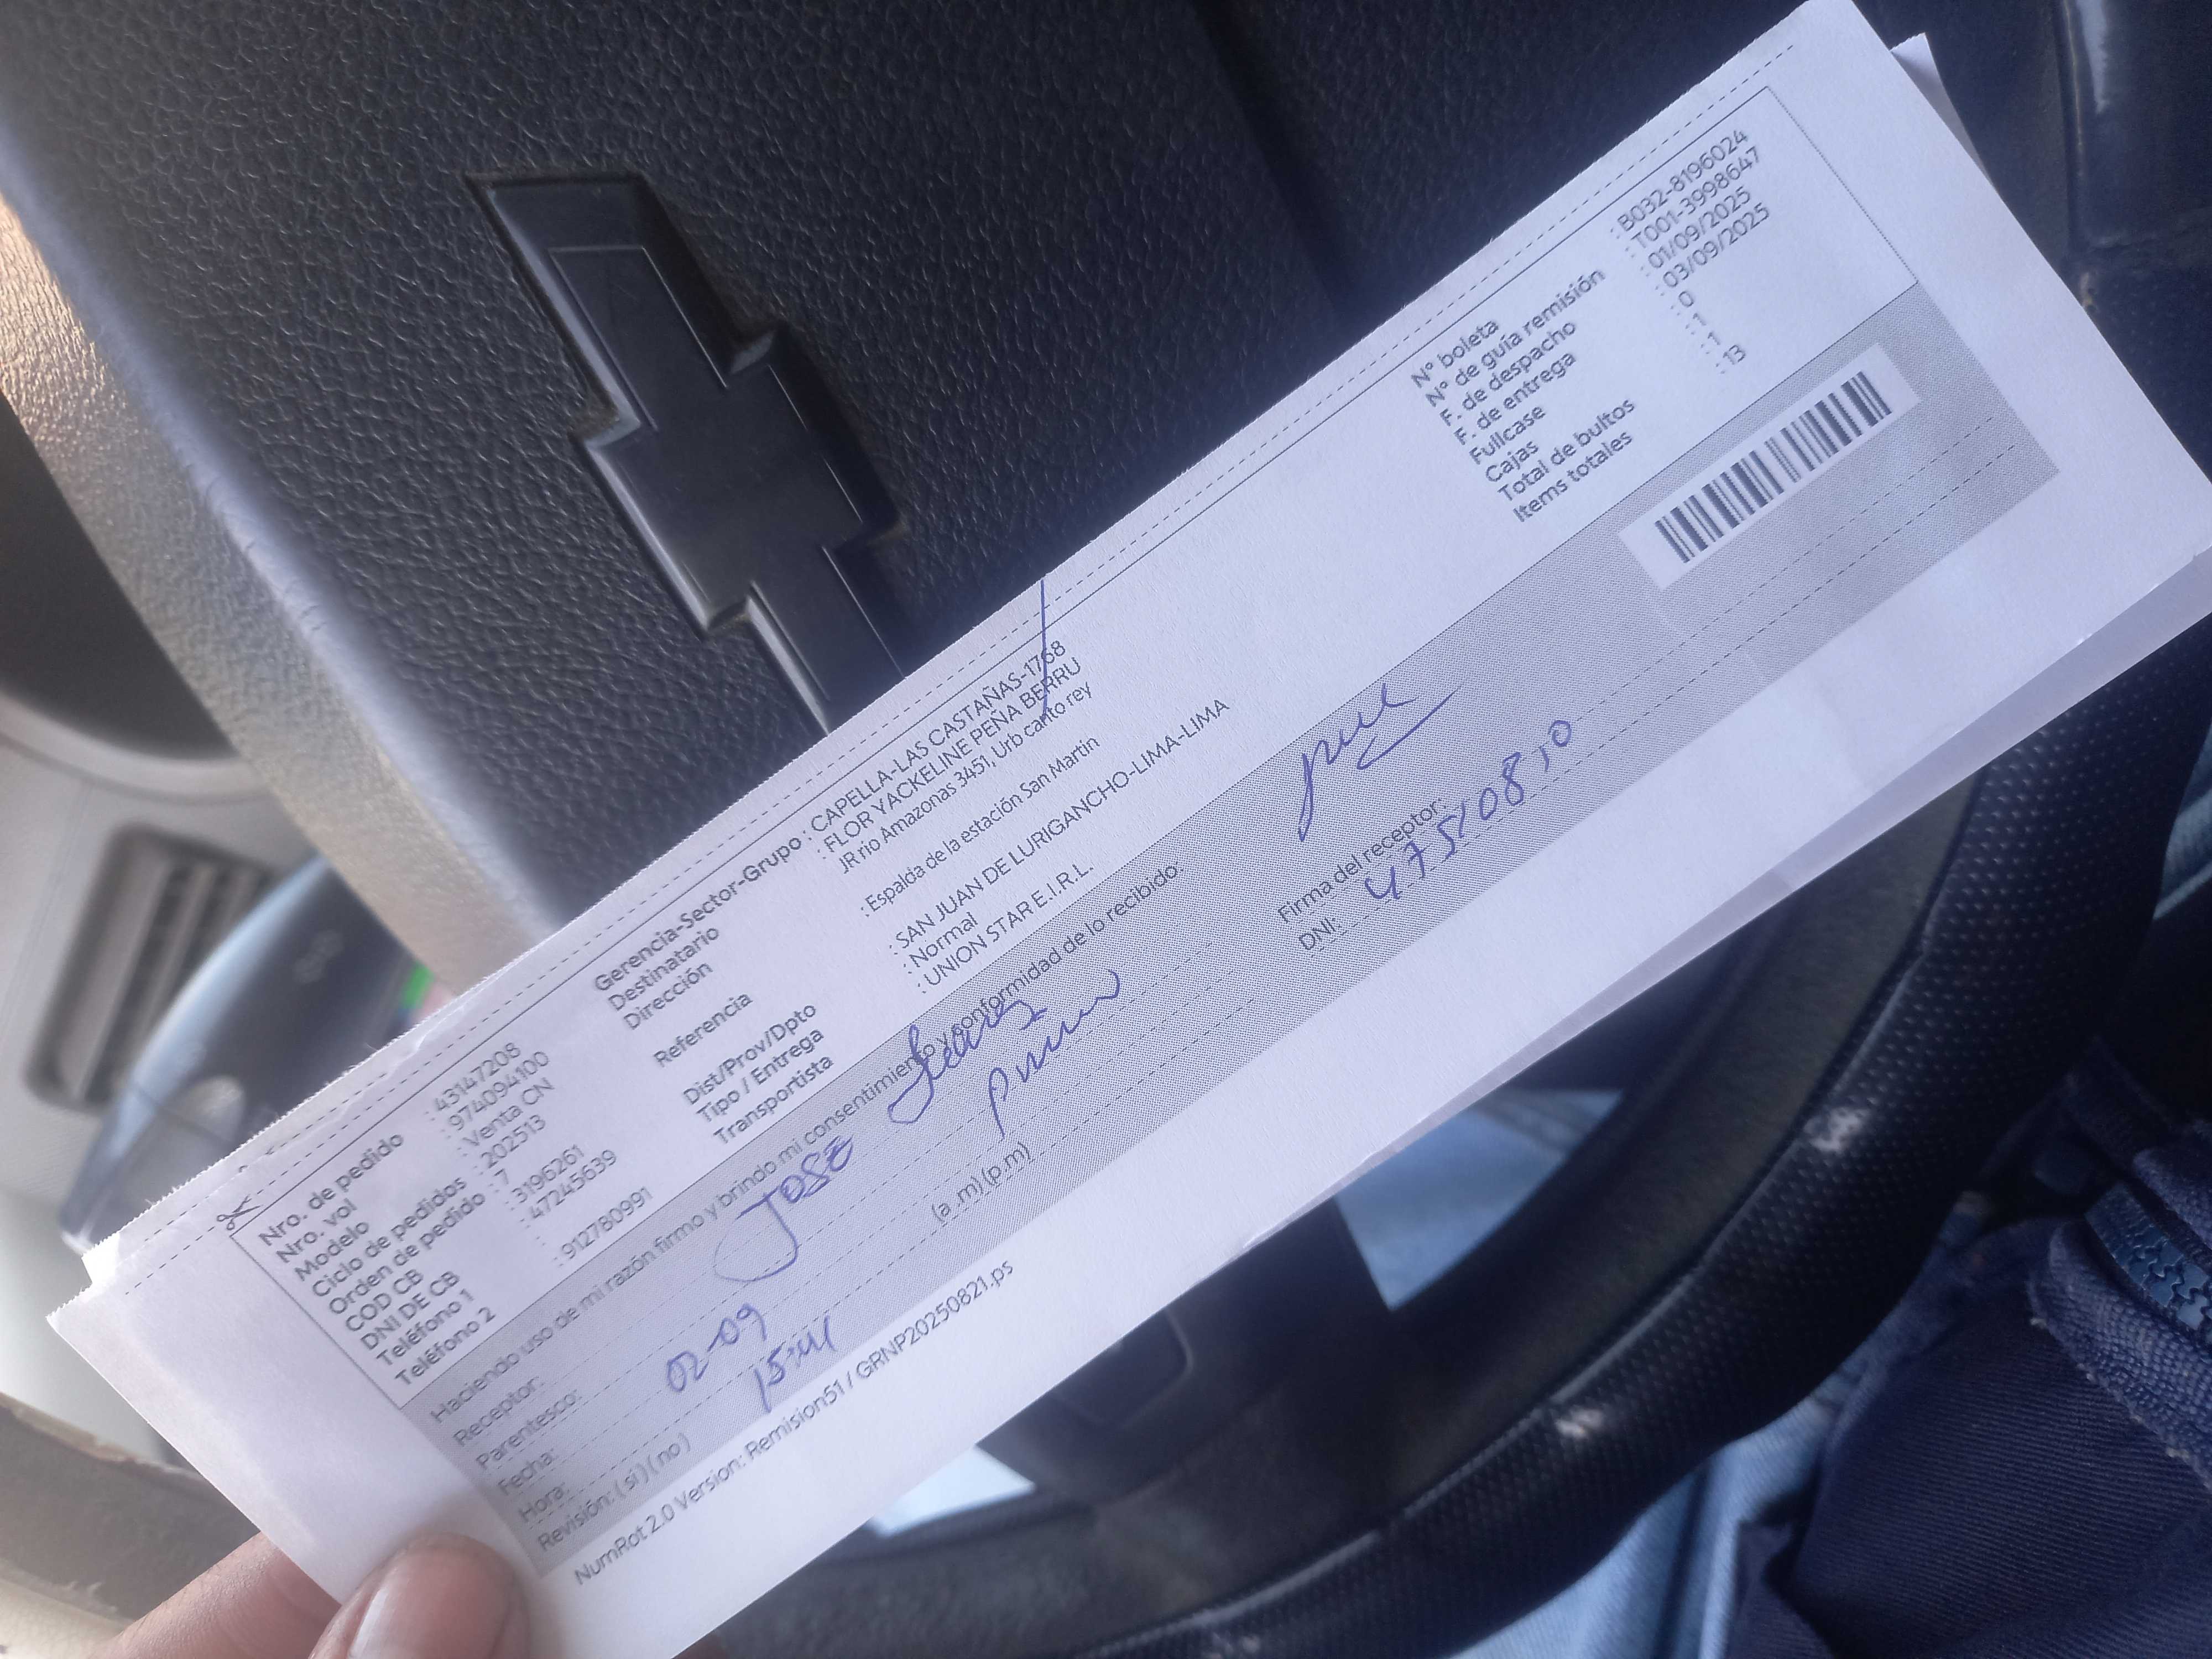 Nro. de pedido : 43147208
Nro. vol : 974094100
Modelo : Venta CN
Ciclo de pedidos : 202513
Orden de pedido : 7
COD CB : 3196261
DNI DE CB : 47245639
Teléfono 1
Teléfono 2 : 912780991
Gerencia-Sector-Grupo : CAPELLA-LAS CASTAÑAS-1768
Destinatario : FLOR YACKELINE PEÑA BERRU
Dirección JR rio Amazonas 3451, Urb canto rey
Referencia : Espalda de la estación San Martin
Dist/Prov/Dpto : SAN JUAN DE LURIGANCHO-LIMA-LIMA
Tipo / Entrega : Normal
Transportista : UNION STAR E.I.R.L.
N° boleta : B032-8196024
N° de guía remisión : T001-3998647
F. de despacho : 01/09/2025
F. de entrega : 03/09/2025
Fullcase : 0
Cajas : 1
Total de bultos : 1
Items totales : 13
Haciendo uso de mi razón firmo y brindo mi consentimiento y conformidad de lo recibido:
Receptor: JOSE
Parentesco:
Fecha: 02-09
Hora: 15:41 (a .m) (p.m)
Revisión: ( si ) ( no )
Firma del receptor:
DNI:
NumRot 2.0 Version: Remision51 / GRNP20250821.ps